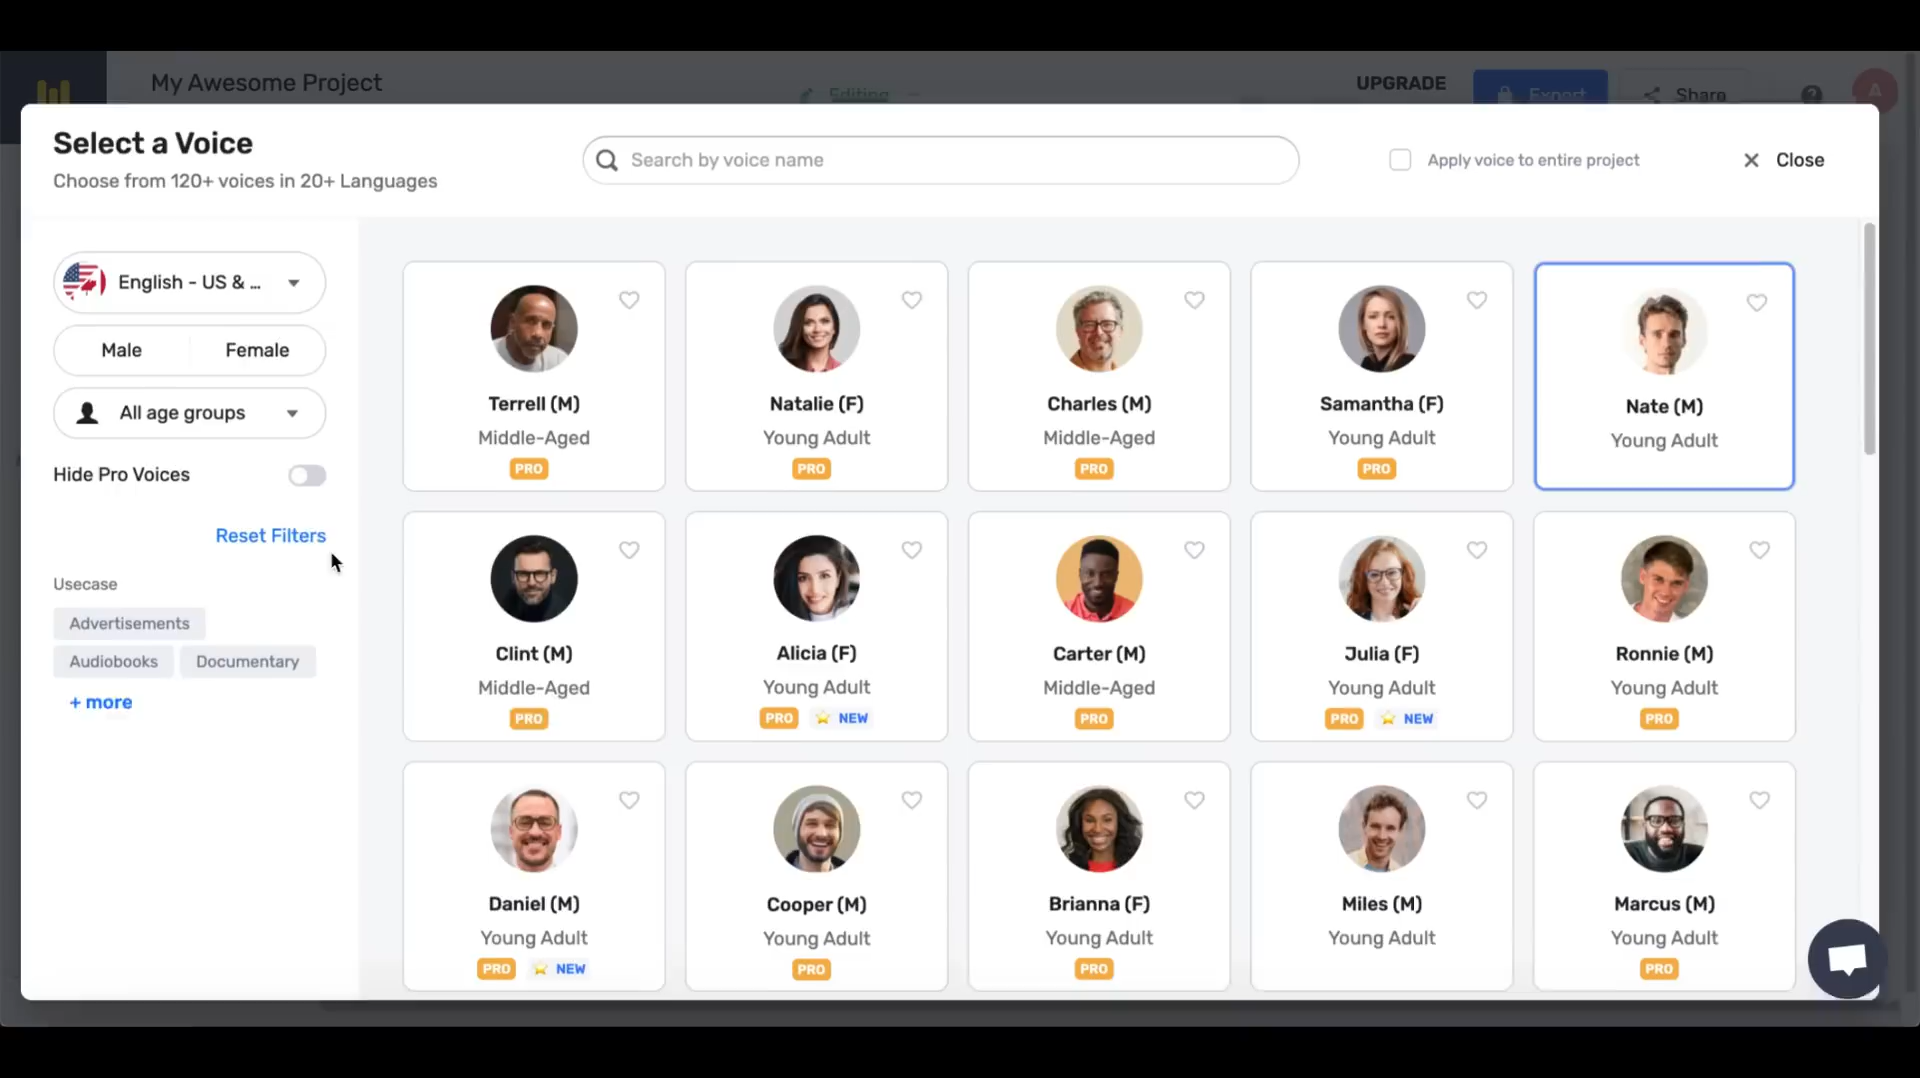 My Awesome Project
Editing
UPGRADE
Export
Share
A
Select a Voice
Choose from 120+ voices in 20+ Languages
Search by voice name
Apply voice to entire project
Close
English - US & ...
Male
Female
All age groups
Hide Pro Voices
Reset Filters
Usecase
Advertisements
Audiobooks
Documentary
+ more
Terrell (M)
Middle-Aged
PRO
Natalie (F)
Young Adult
PRO
Charles (M)
Middle-Aged
PRO
Samantha (F)
Young Adult
PRO
Nate (M)
Young Adult
Clint (M)
Middle-Aged
PRO
Alicia (F)
Young Adult
PRO NEW
Carter (M)
Middle-Aged
PRO
Julia (F)
Young Adult
PRO NEW
Ronnie (M)
Young Adult
PRO
Daniel (M)
Young Adult
PRO NEW
Cooper (M)
Young Adult
PRO
Brianna (F)
Young Adult
PRO
Miles (M)
Young Adult
Marcus (M)
Young Adult
PRO